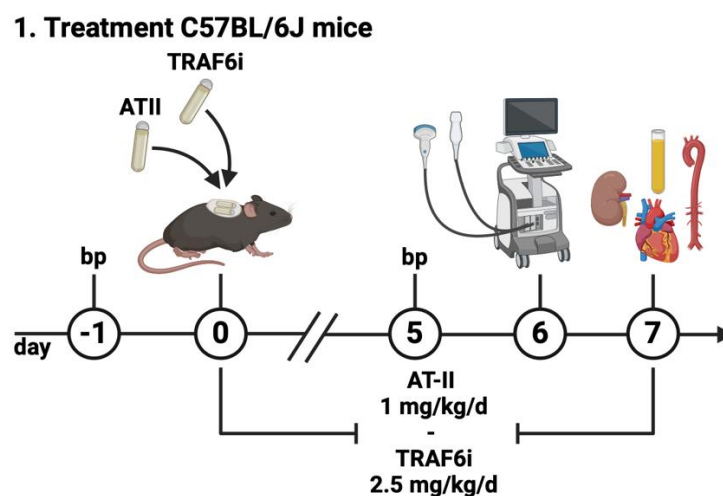 1. Treatment C57BL/6J mice
TRAF6i
ATII
bp
bp
day
-1
0
5
6
7
AT-II
1 mg/kg/d
-
TRAF6i
2.5 mg/kg/d